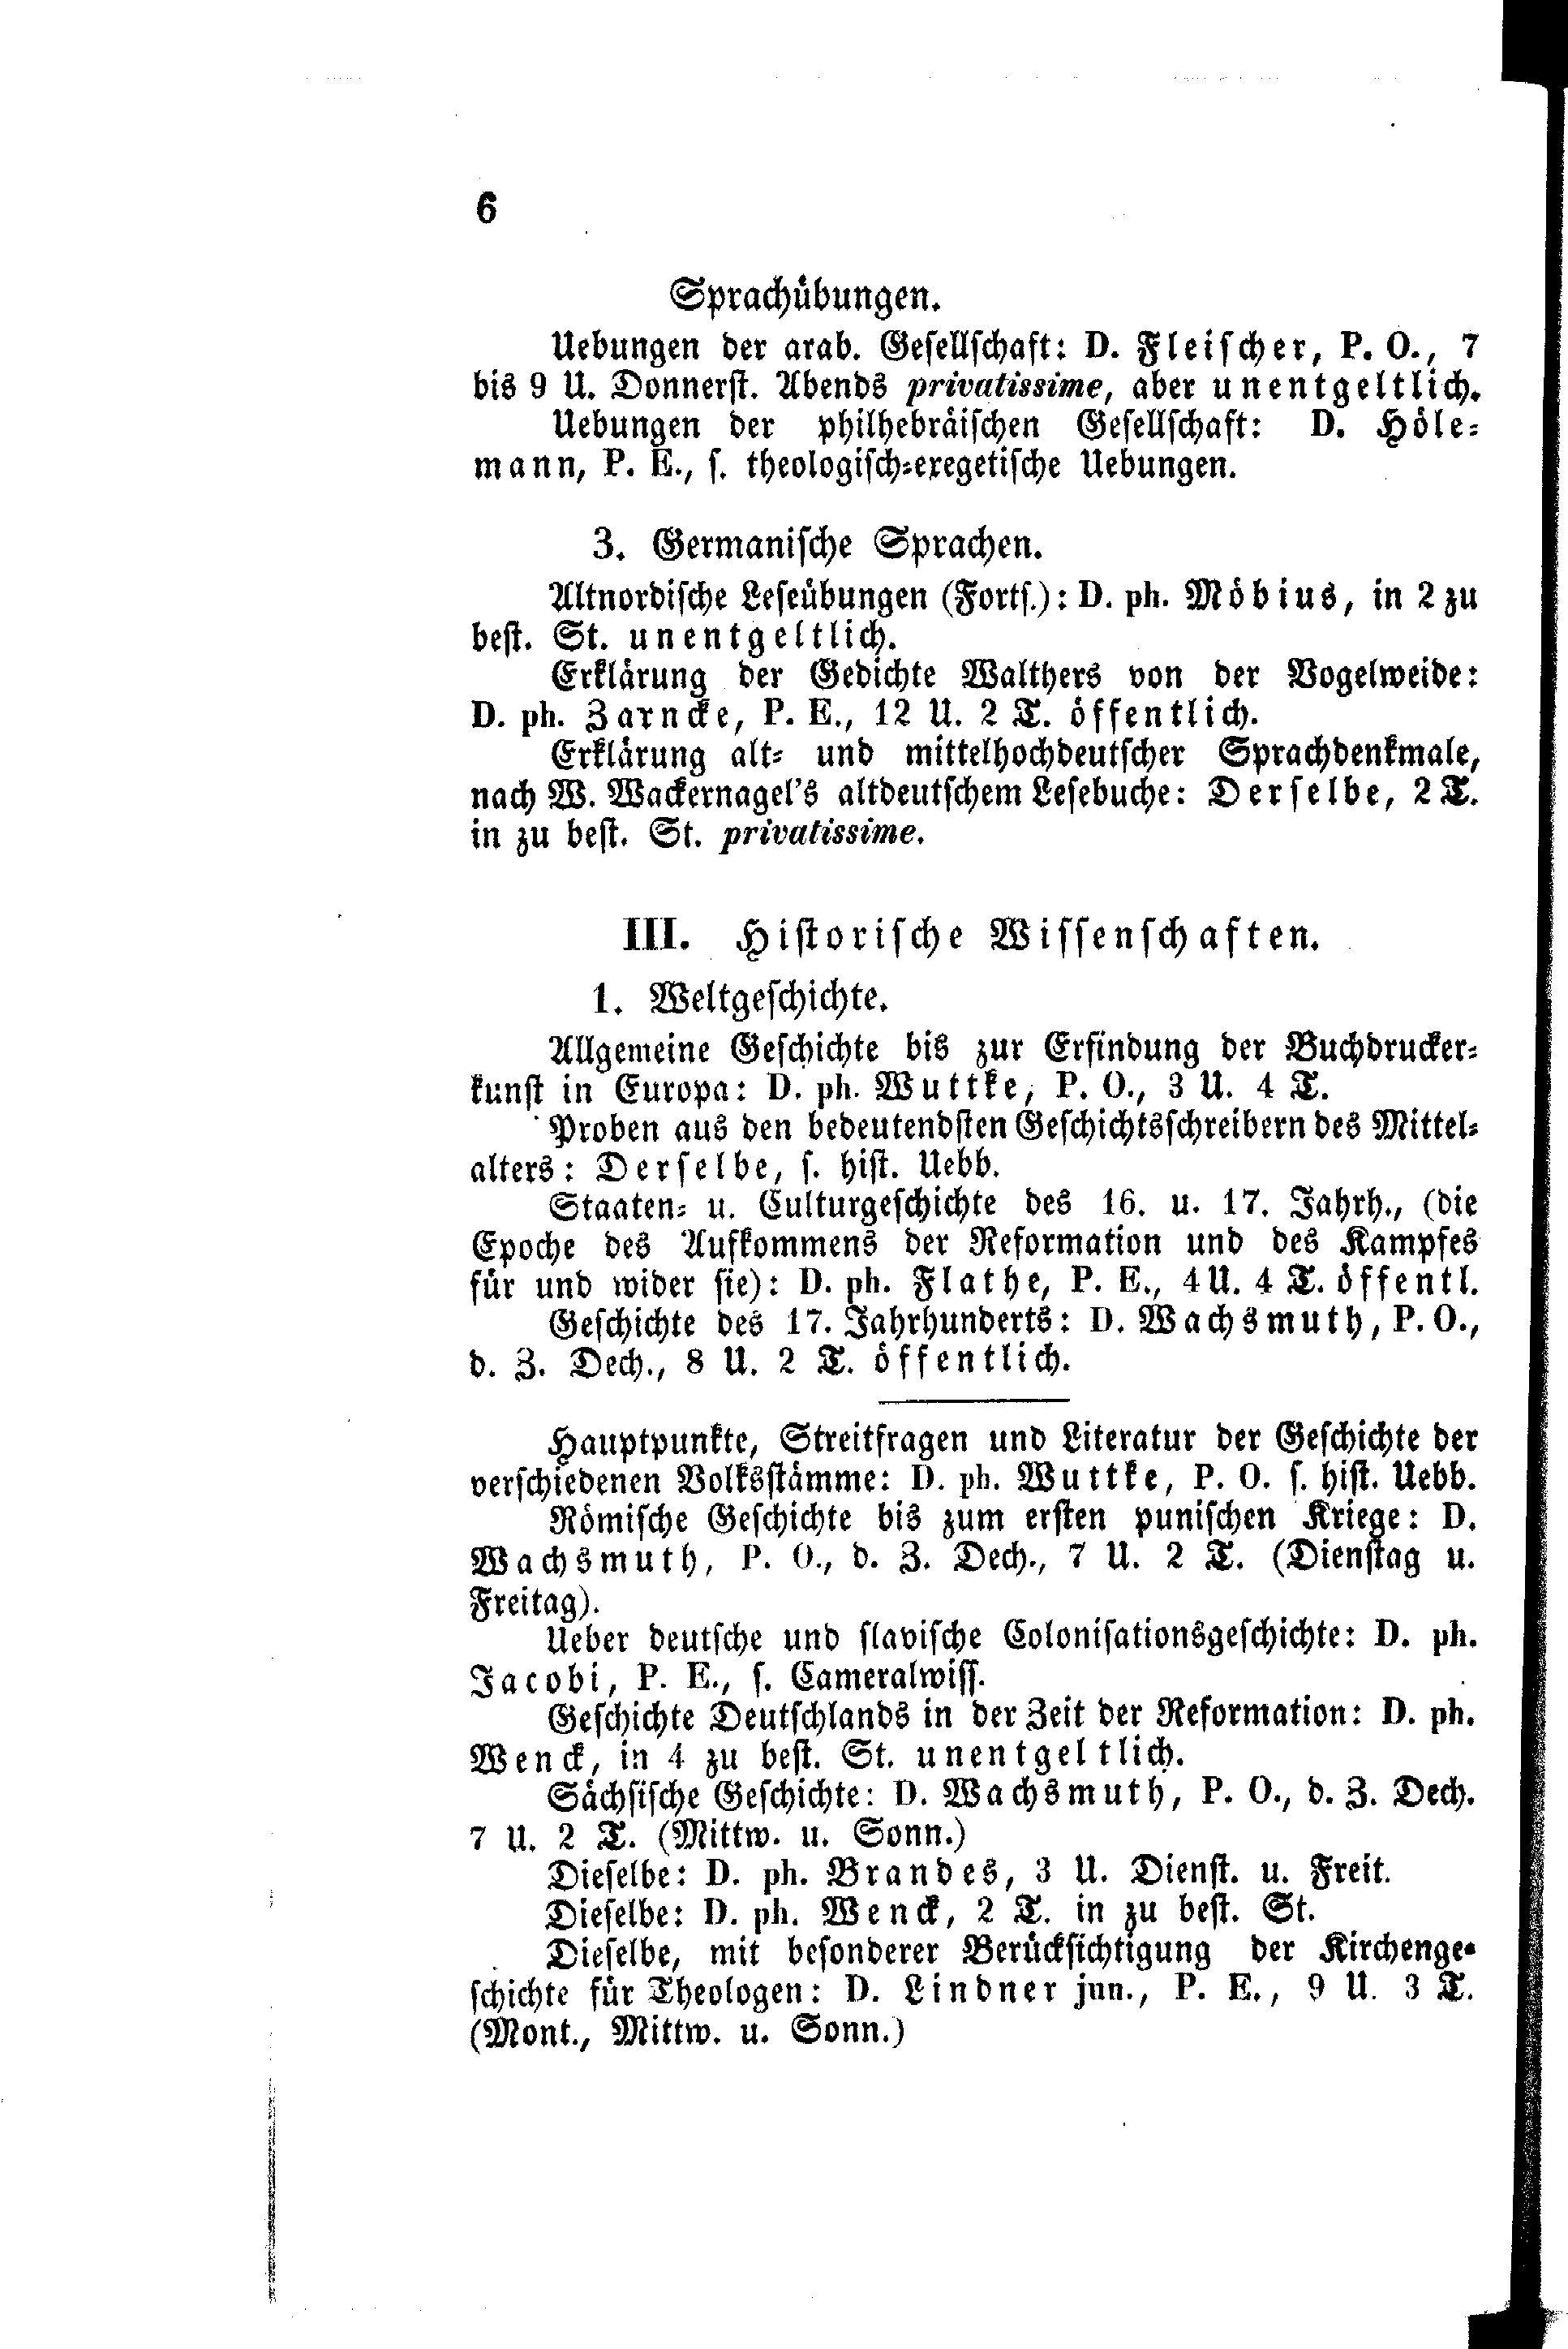 6
Sprachübungen.
Uebungen der arab. Gesellschaft: D. Fleischer, P. O., 7
bis 9 U. Donnerst. Abends privatissime, aber unentgeltlich.
Uebungen der philhebräischen Gesellschaft: D. Höle-
mann, P. E., s. theologisch-exegetische Uebungen.
3. Germanische Sprachen.
Altnordische Leseübungen (Forts.): D. ph. Möbius, in 2 zu
best. St. unentgeltlich.
Erklärung der Gedichte Walthers von der Vogelweide:
D. ph. Zarncke, P. E., 12 U. 2 T. öffentlich.
Erklärung alt- und mittelhochdeutscher Sprachdenkmale,
nach W. Wackernagel's altdeutschem Lesebuche: Derselbe, 2 T.
in zu best. St. privatissime.
III. Historische Wissenschaften.
1. Weltgeschichte.
Allgemeine Geschichte bis zur Erfindung der Buchdrucker-
kunst in Europa: D. ph. Wuttke, P. O., 3 U. 4 T.
Proben aus den bedeutendsten Geschichtsschreibern des Mittel-
alters: Derselbe, s. hist. Uebb.
Staaten- u. Culturgeschichte des 16. u. 17. Jahrh., (die
Epoche des Aufkommens der Reformation und des Kampfes
für und wider sie): D. ph. Flathe, P. E., 4 U. 4 T. öffentl.
Geschichte des 17. Jahrhunderts: D. Wachsmuth, P. O.,
d. Z. Dech., 8 U. 2 T. öffentlich.
Hauptpunkte, Streitfragen und Literatur der Geschichte der
verschiedenen Volksstämme: D. ph. Wuttke, P. O. s. hist. Uebb.
Römische Geschichte bis zum ersten punischen Kriege: D.
Wachsmuth, P. O., d. Z. Dech., 7 U. 2 T. (Dienstag u.
Freitag).
Ueber deutsche und slavische Colonisationsgeschichte: D. ph.
Jacobi, P. E., s. Cameralwiss.
Geschichte Deutschlands in der Zeit der Reformation: D. ph.
Wenck, in 4 zu best. St. unentgeltlich.
Sächsische Geschichte: D. Wachsmuth, P. O., d. Z. Dech.
7 U. 2 T. (Mittw. u. Sonn.)
Dieselbe: D. ph. Brandes, 3 U. Dienst. u. Freit.
Dieselbe: D. ph. Wenck, 2 T. in zu best. St.
Dieselbe, mit besonderer Berücksichtigung der Kirchenge-
schichte für Theologen: D. Lindner jun., P. E., 9 U. 3 T.
(Mont., Mittw. u. Sonn.)